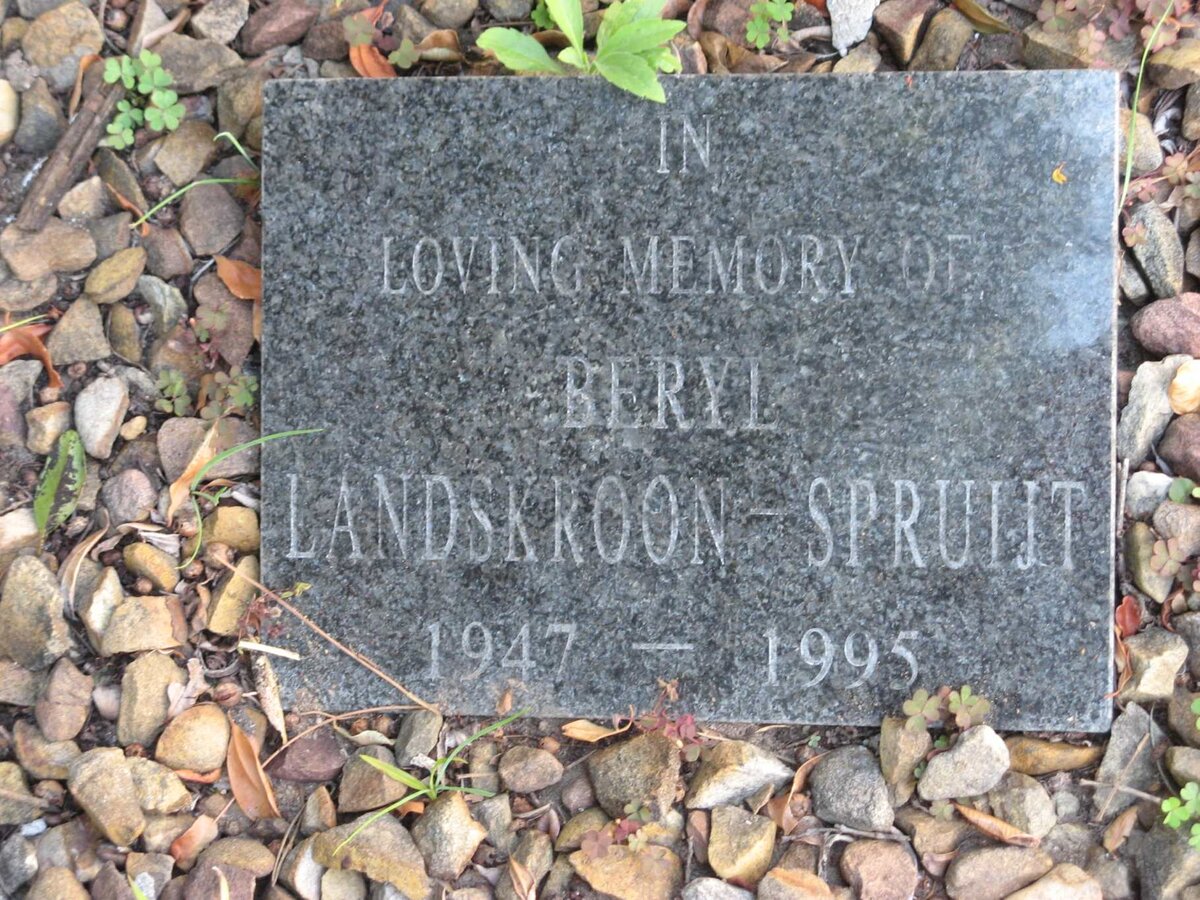 IN
LOVING MEMORY OF
BERYL
LANDSKROON - SPRUIJT
1947 - 1995